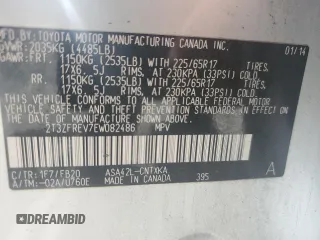 MFD.BY:TOYOTA MOTOR MANUFACTURING CANADA INC.
GVWR: 2035KG (4485LB) 01/14
GAWR:FRT. 1150KG (2535LB) WITH 225/65R17 TIRES,
17X6.5J RIMS, AT 230KPA (33PSI) COLD.
RR. 1150KG (2535LB) WITH 225/65R17 TIRES,
17X6.5J RIMS, AT 230KPA (33PSI) COLD.
THIS VEHICLE CONFORMS TO ALL APPLICABLE FEDERAL
MOTOR VEHICLE SAFETY AND THEFT PREVENTION STANDARDS
IN EFFECT ON THE DATE OF MANUFACTURE SHOWN ABOVE.
2T3ZFREV7EW082486 MPV
C/TR: 1F7/FB20 ASA42L-CNTXKA A
A/TM:-02A/U760E MADE IN CANADA 395